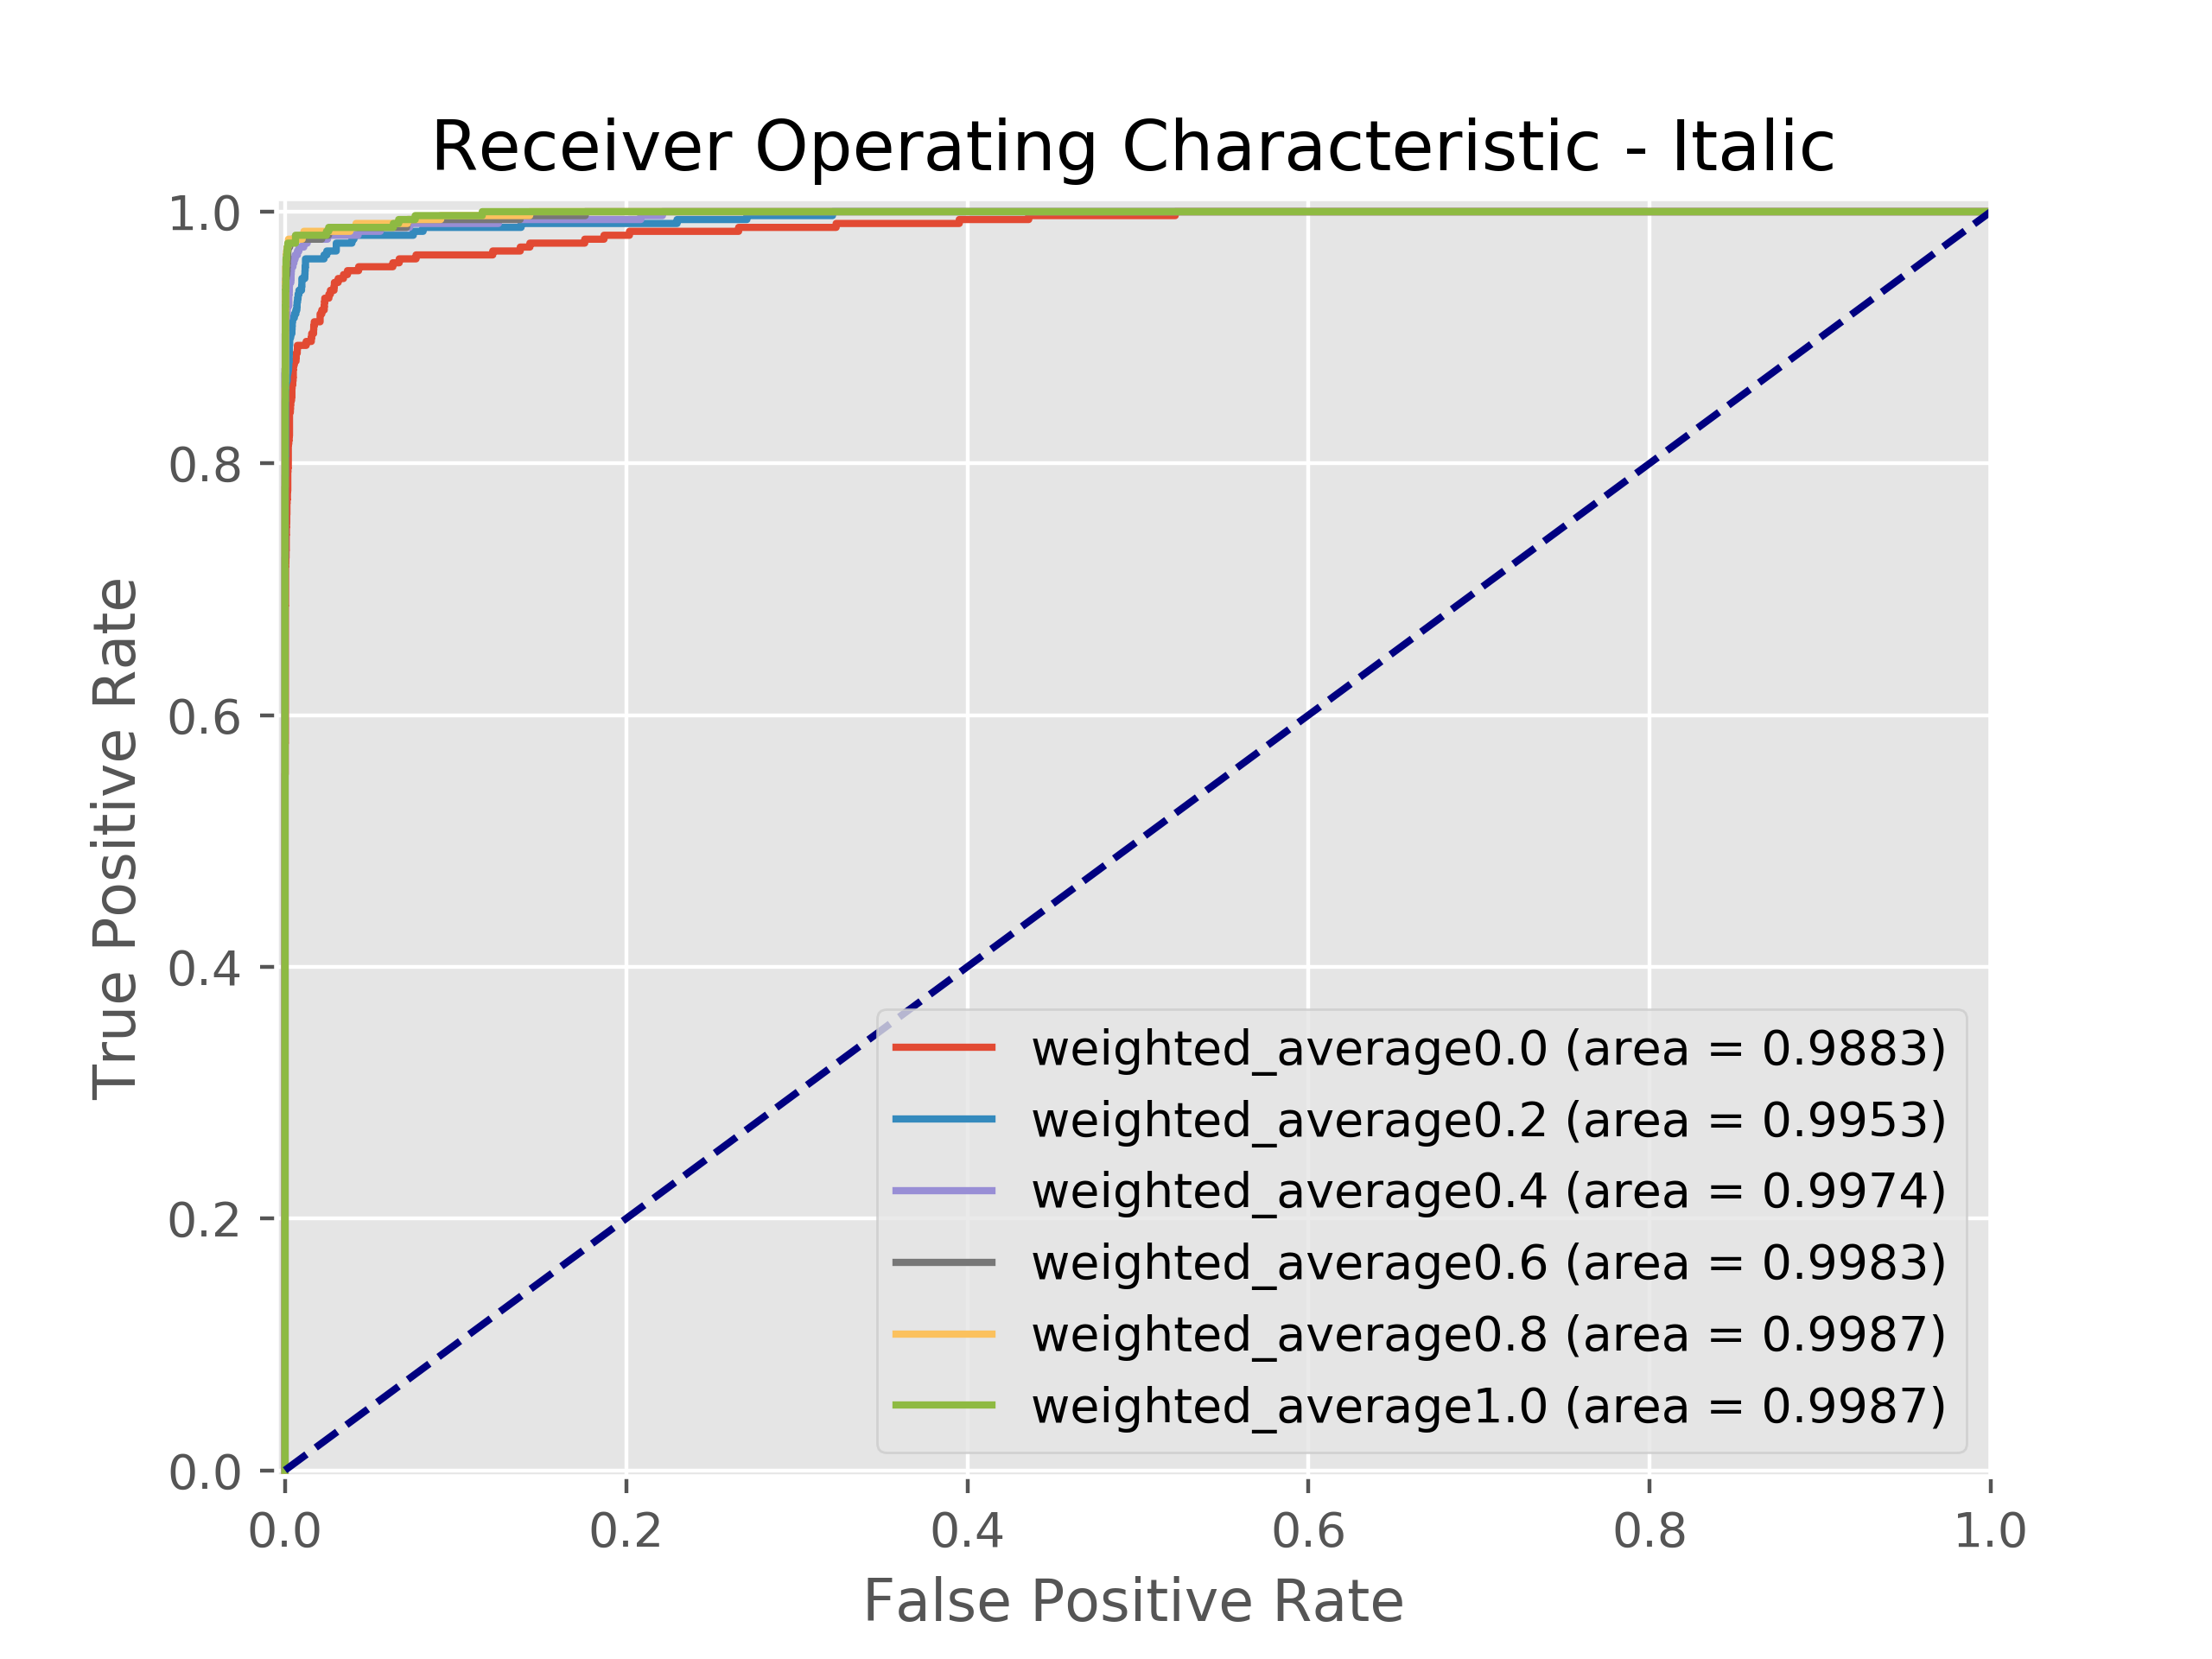 Receiver Operating Characteristic - Italic
1.0
0.8
0.6
0.4
0.2
0.0
True Positive Rate
weighted_average0.0 (area = 0.9883)
weighted_average0.2 (area = 0.9953)
weighted_average0.4 (area = 0.9974)
weighted_average0.6 (area = 0.9983)
weighted_average0.8 (area = 0.9987)
weighted_average1.0 (area = 0.9987)
0.0 0.2 0.4 0.6 0.8 1.0
False Positive Rate